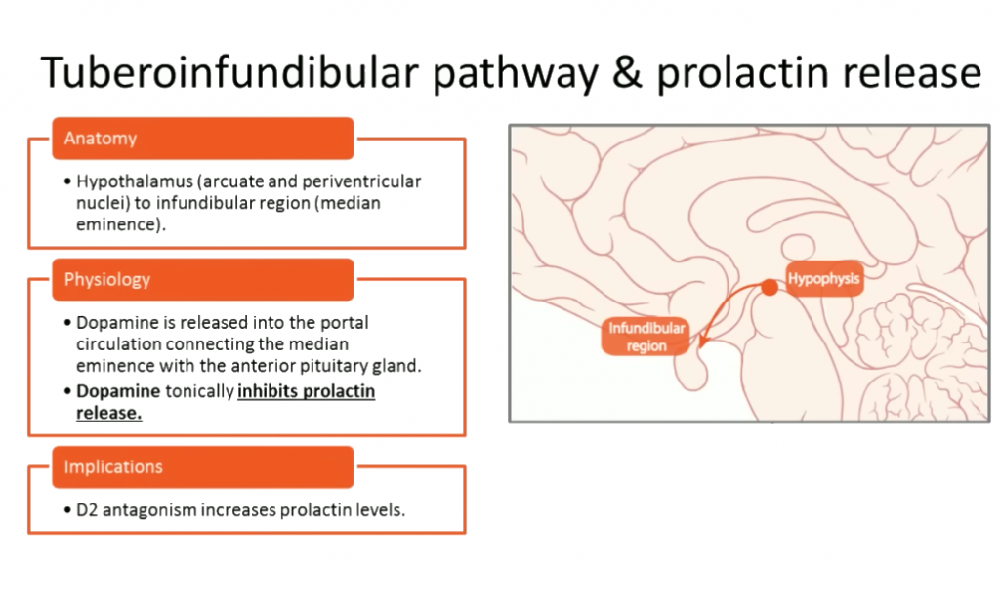 Tuberoinfundibular pathway & prolactin release
Anatomy
• Hypothalamus (arcuate and periventricular
nuclei) to infundibular region (median
eminence).
Physiology
• Dopamine is released into the portal
circulation connecting the median
eminence with the anterior pituitary gland.
• Dopamine tonically inhibits prolactin
release.
Implications
• D2 antagonism increases prolactin levels.
Hypophysis
Infundibular
region